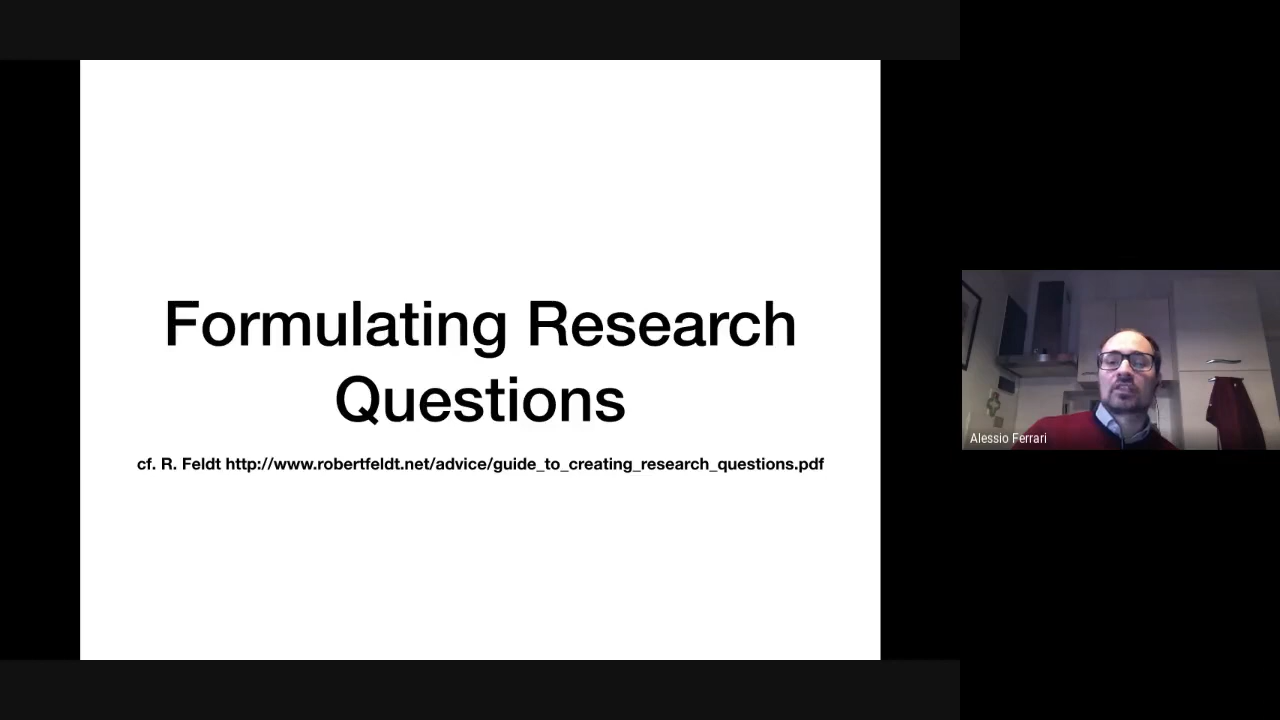 Formulating Research
Questions
cf. R. Feldt http://www.robertfeldt.net/advice/guide_to_creating_research_questions.pdf
Alessio Ferrari